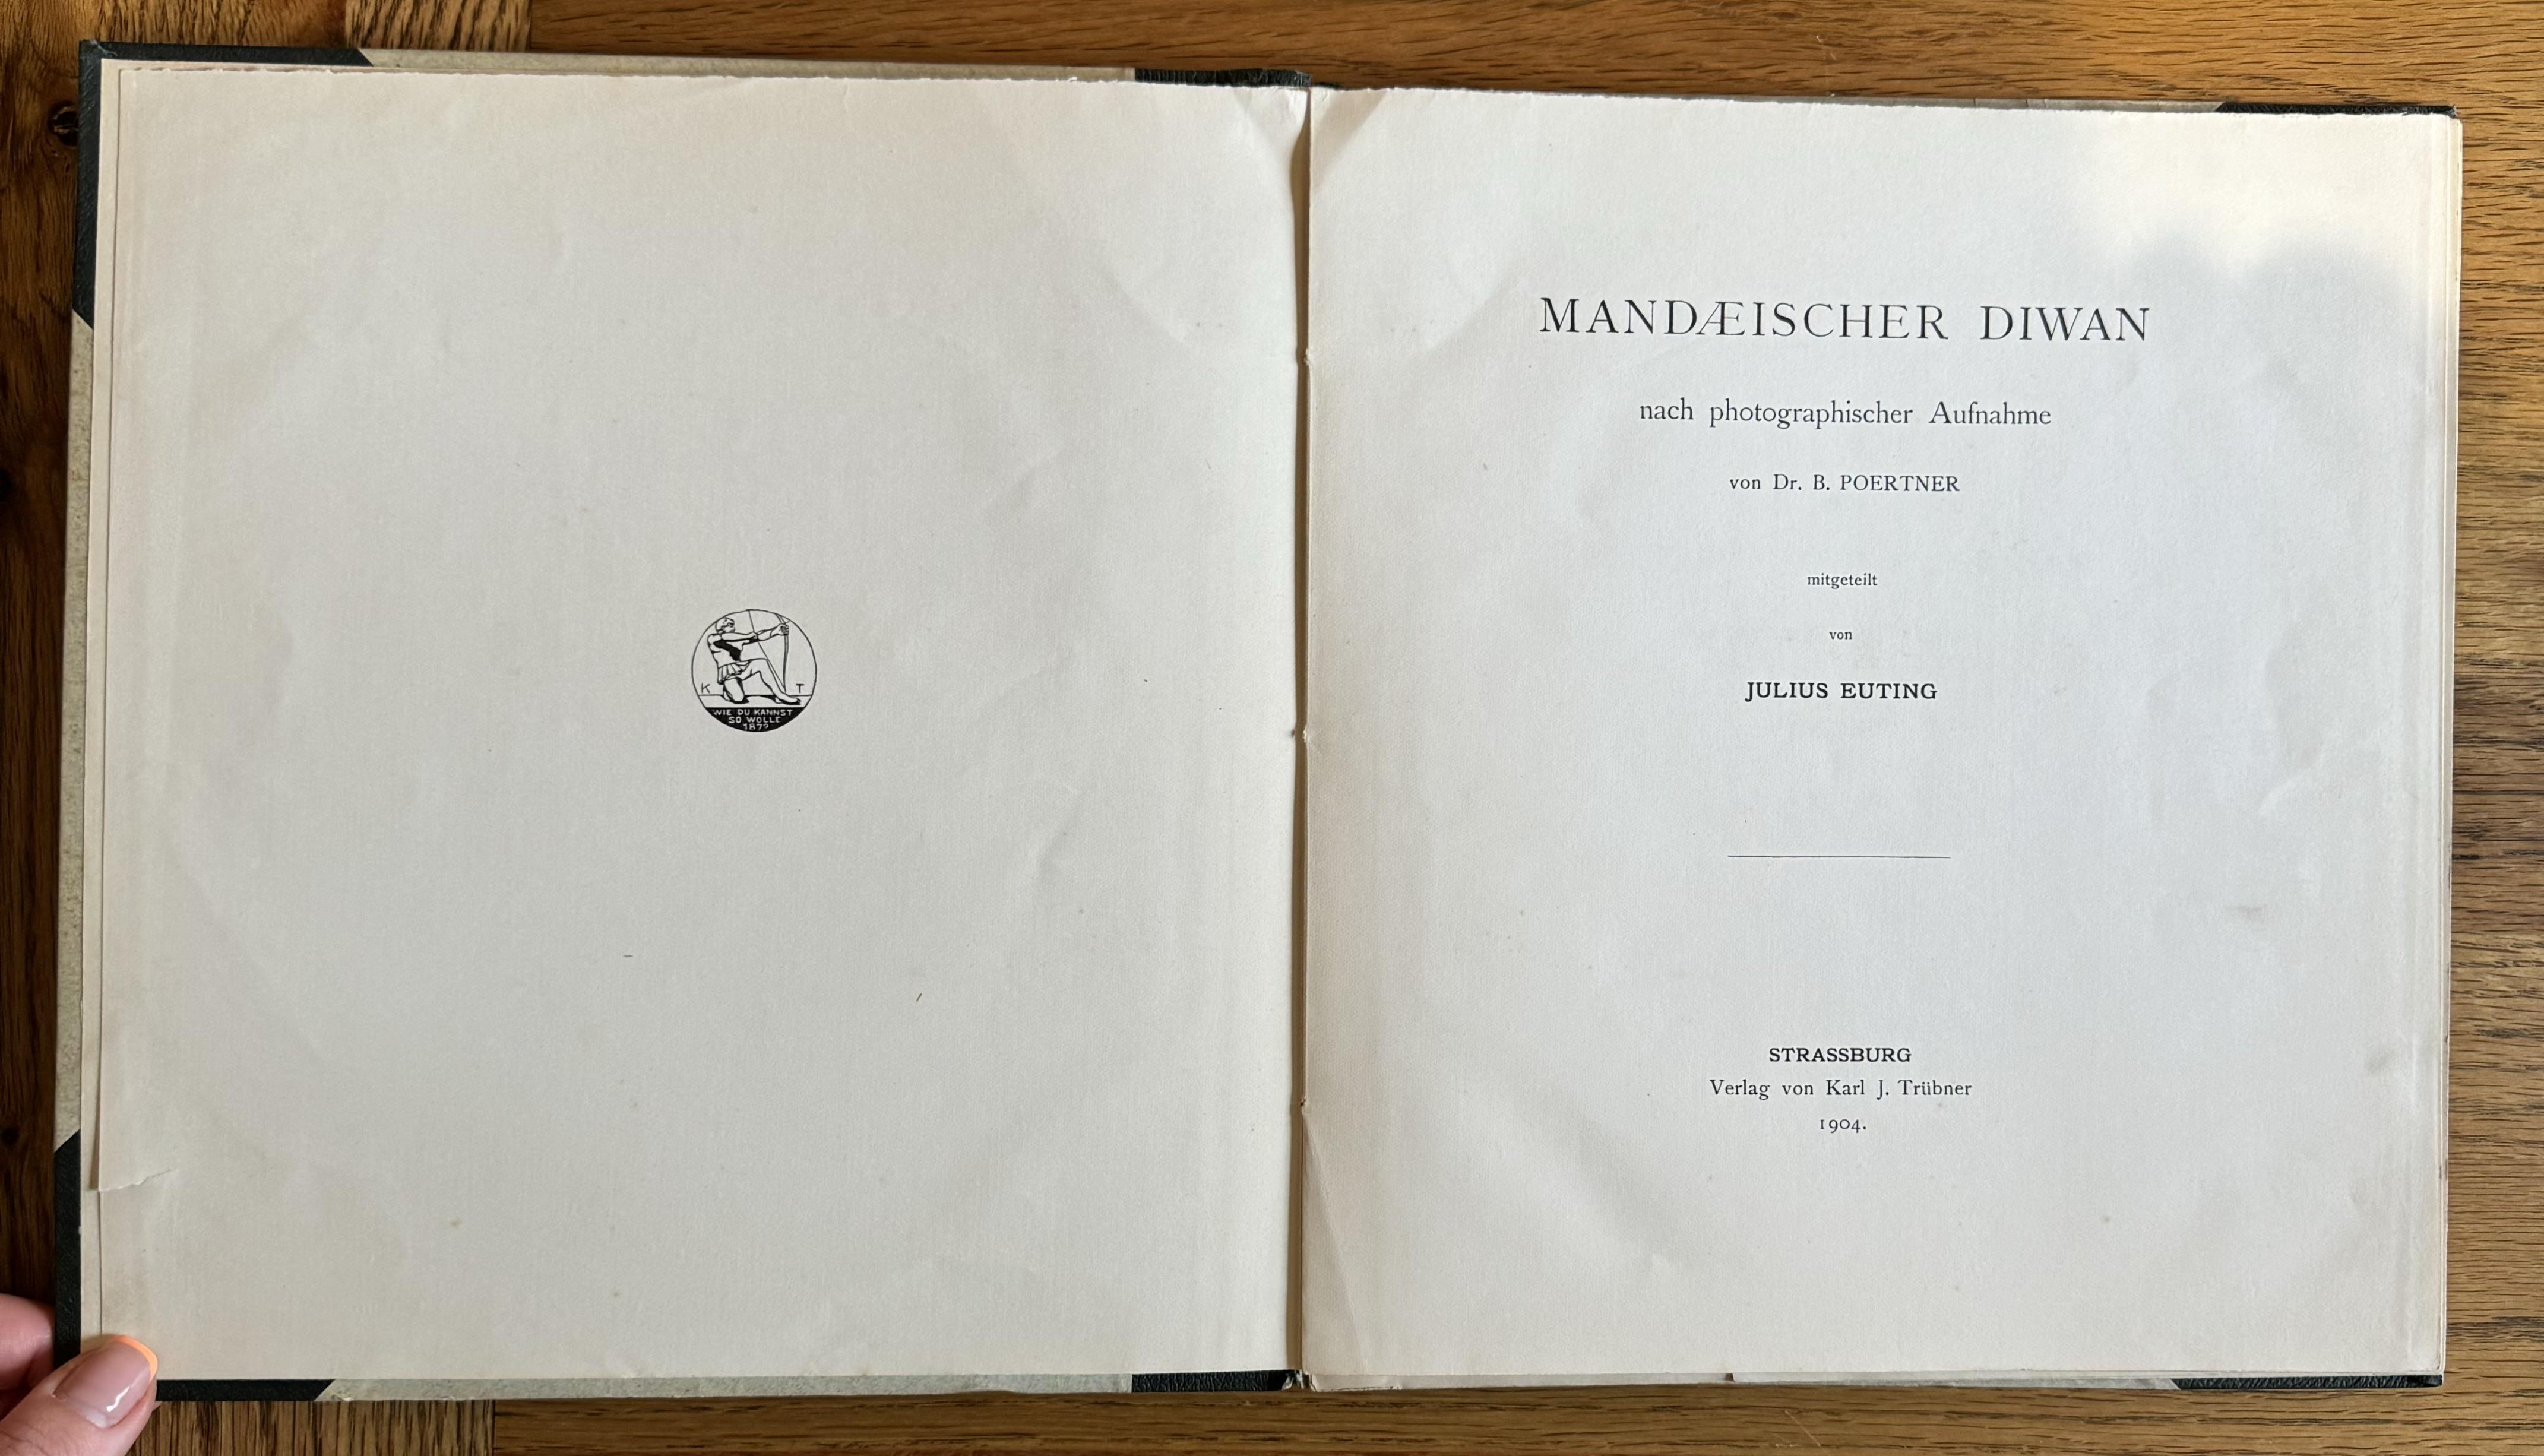 K T
WIE DU KANNST
SO WOLLE
1872
MANDÆISCHER DIWAN
nach photographischer Aufnahme
von Dr. B. POERTNER
mitgeteilt
von
JULIUS EUTING
STRASSBURG
Verlag von Karl J. Trübner
1904.